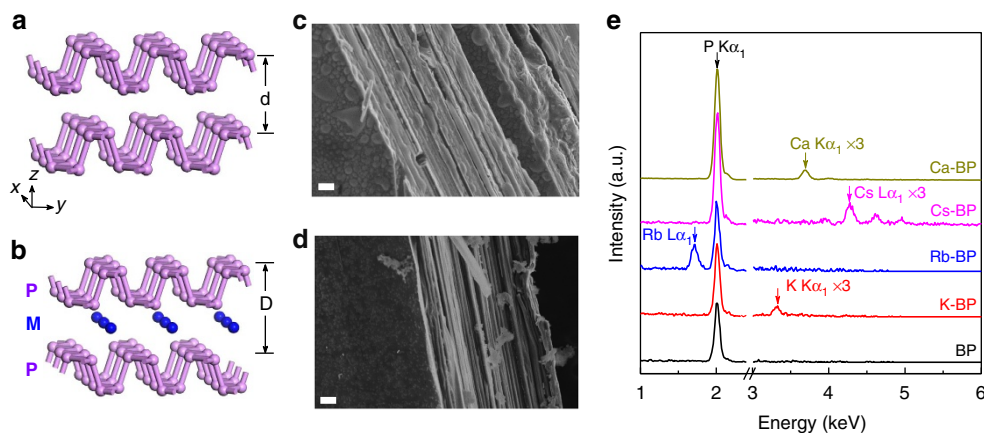 a
d
x
z
y
b
P
M
P
D
c
d
e
Intensity (a.u.)
P Kα1
Ca Kα1 ×3
Ca-BP
Cs Lα1 ×3
Cs-BP
Rb Lα1
Rb-BP
K Kα1 ×3
K-BP
BP
1 2 3 4 5 6
Energy (keV)